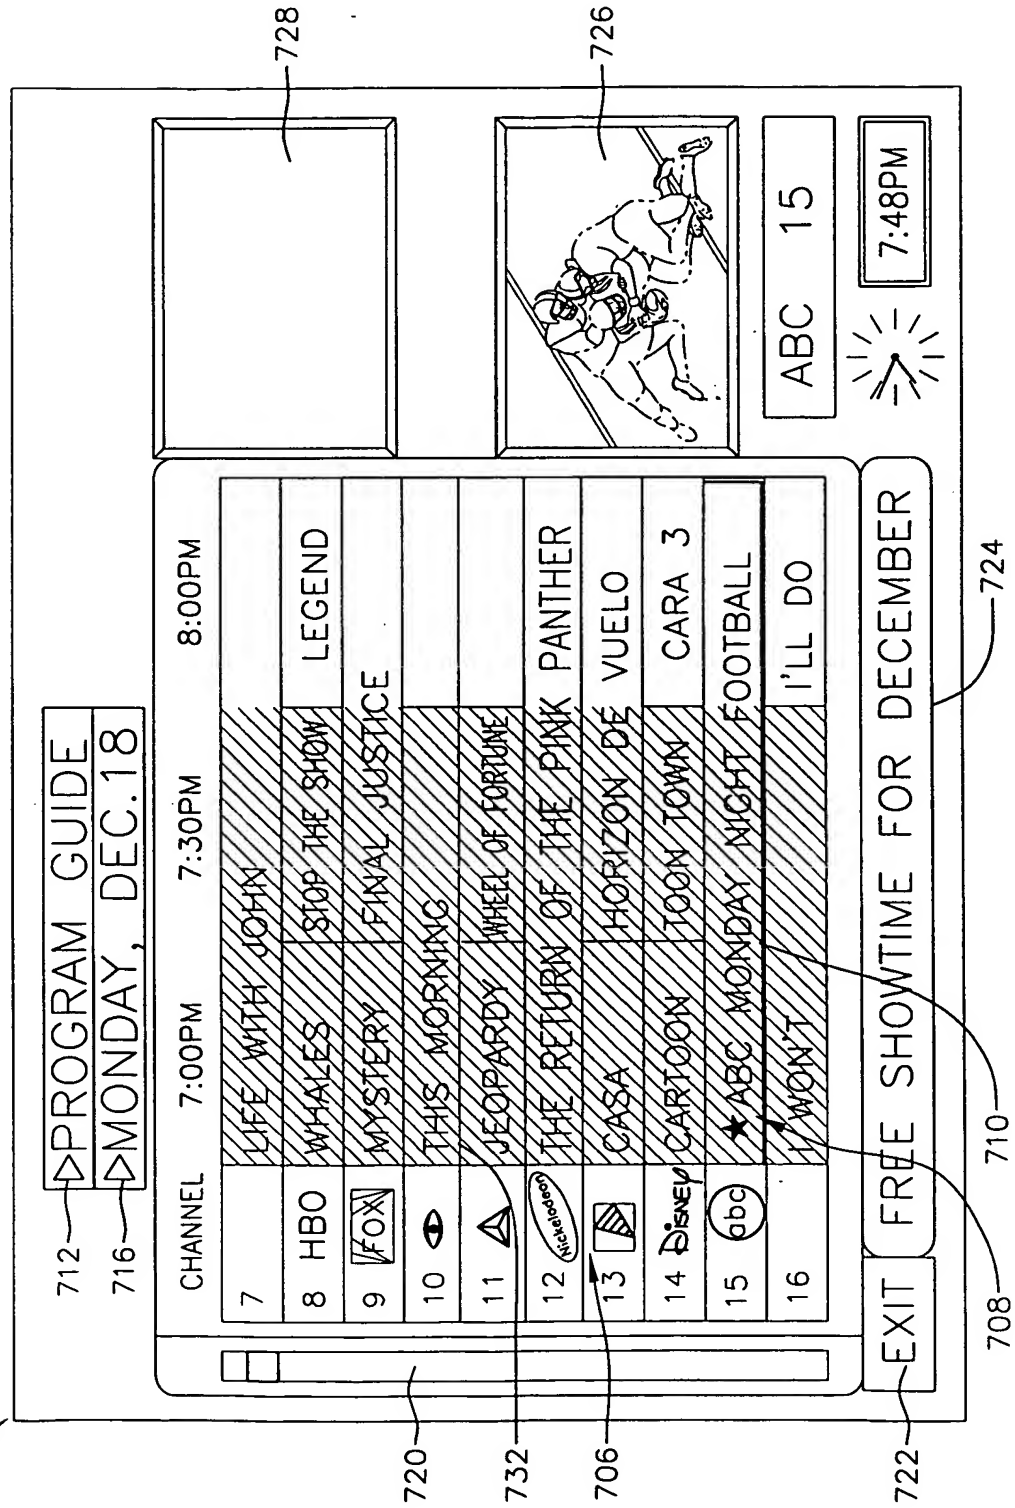 712
▷PROGRAM GUIDE
716
▷MONDAY, DEC.18
CHANNEL 7:00PM 7:30PM 8:00PM
7 LIFE WITH JOHN
8 HBO WHALES STOP THE SHOW LEGEND
9 FOX MYSTERY FINAL JUSTICE
10 THIS MORNING
11 JEOPARDY WHEEL OF FORTUNE
12 Nickelodeon THE RETURN OF THE PINK PANTHER
13 CASA HORIZON DE VUELO
14 DISNEY CARTOON TOON TOWN CARA 3
15 abc ★ ABC MONDAY NIGHT FOOTBALL
16 I WON'T I'LL DO
EXIT FREE SHOWTIME FOR DECEMBER
728
726
ABC 15
7:48PM
720
732
706
722
708
710
724